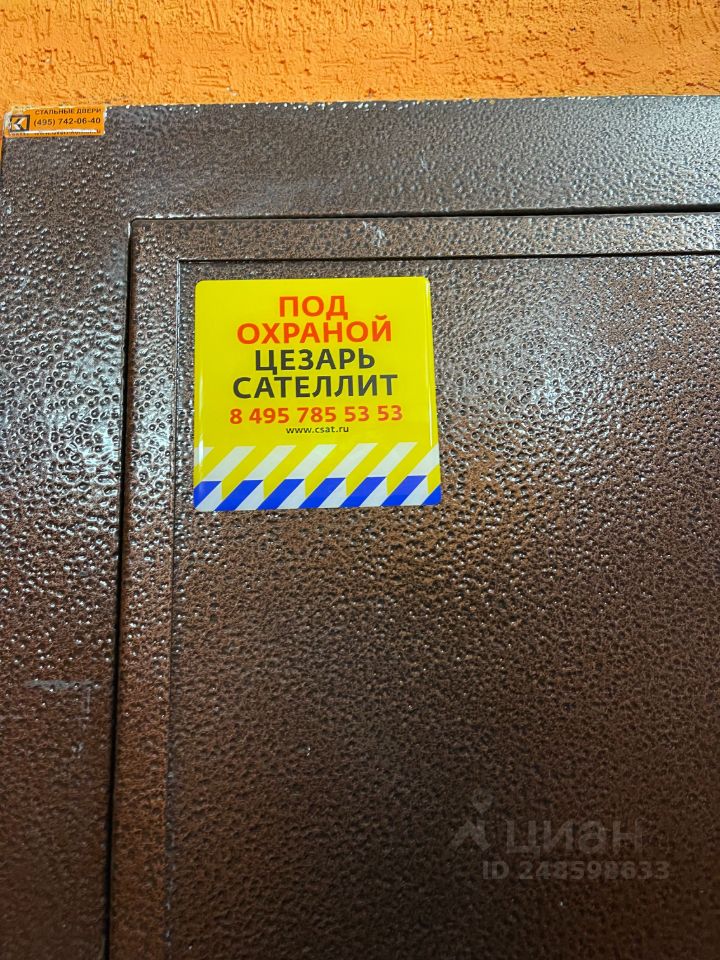 СТАЛЬНЫЕ ДВЕРИ
(495) 742-06-40
ПОД
ОХРАНОЙ
ЦЕЗАРЬ
САТЕЛЛИТ
8 495 785 53 53
www.csat.ru
циан
ID 248598633